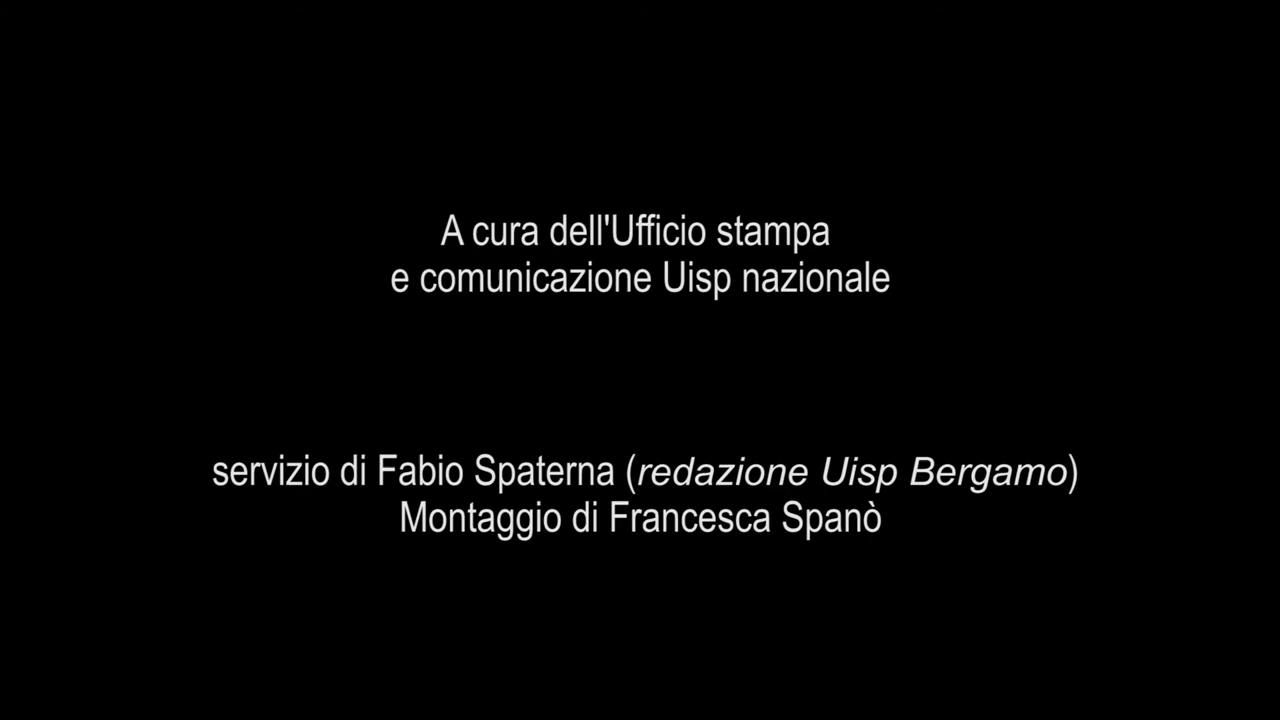 A cura dell'Ufficio stampa
e comunicazione Uisp nazionale
servizio di Fabio Spaterna (redazione Uisp Bergamo)
Montaggio di Francesca Spanò